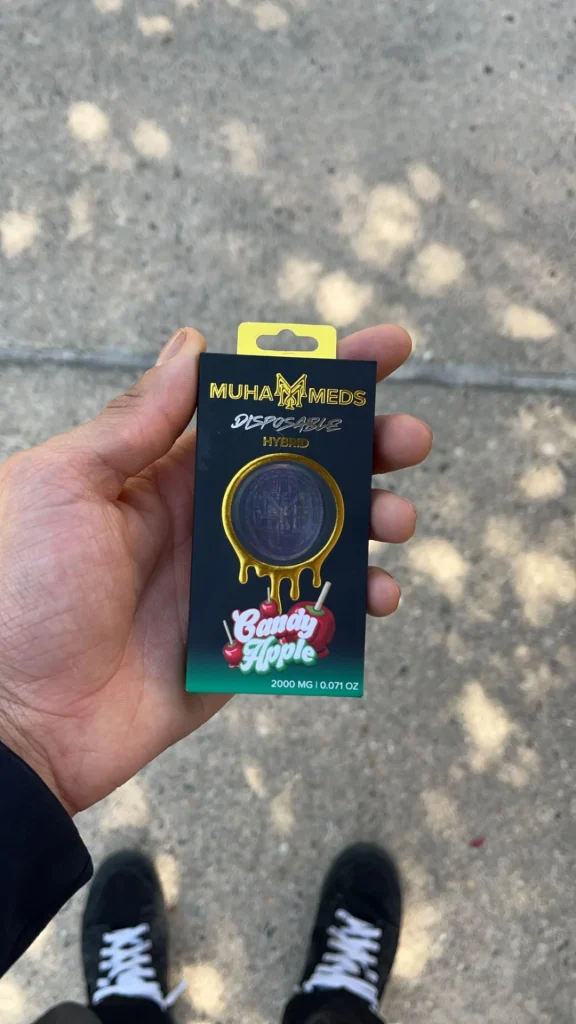 MUHA MEDS
DISPOSABLE
HYBRID
Candy
Apple
2000 MG | 0.071 OZ